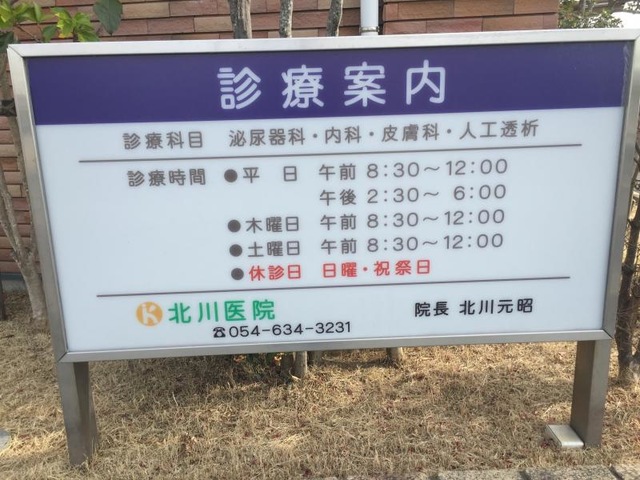 診療案内
診療科目 泌尿器科・内科・皮膚科・人工透析
診療時間 ●平 日 午前 8:30～12:00
午後 2:30～ 6:00
●木曜日 午前 8:30～12:00
●土曜日 午前 8:30～12:00
●休診日 日曜・祝祭日
K 北川医院 院長 北川元昭
☎054-634-3231